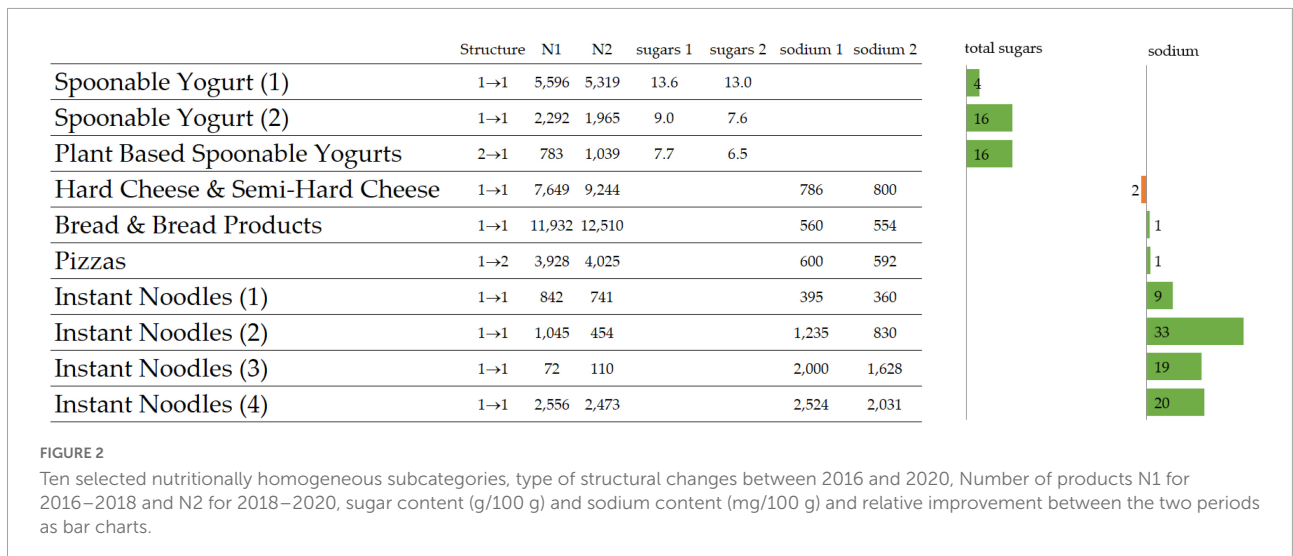 Structure N1 N2 sugars 1 sugars 2 sodium 1 sodium 2 total sugars sodium
Spoonable Yogurt (1) 1→1 5,596 5,319 13.6 13.0 4
Spoonable Yogurt (2) 1→1 2,292 1,965 9.0 7.6 16
Plant Based Spoonable Yogurts 2→1 783 1,039 7.7 6.5 16
Hard Cheese & Semi-Hard Cheese 1→1 7,649 9,244 786 800 2
Bread & Bread Products 1→1 11,932 12,510 560 554 1
Pizzas 1→2 3,928 4,025 600 592 1
Instant Noodles (1) 1→1 842 741 395 360 9
Instant Noodles (2) 1→1 1,045 454 1,235 830 33
Instant Noodles (3) 1→1 72 110 2,000 1,628 19
Instant Noodles (4) 1→1 2,556 2,473 2,524 2,031 20
FIGURE 2
Ten selected nutritionally homogeneous subcategories, type of structural changes between 2016 and 2020, Number of products N1 for
2016–2018 and N2 for 2018–2020, sugar content (g/100 g) and sodium content (mg/100 g) and relative improvement between the two periods
as bar charts.